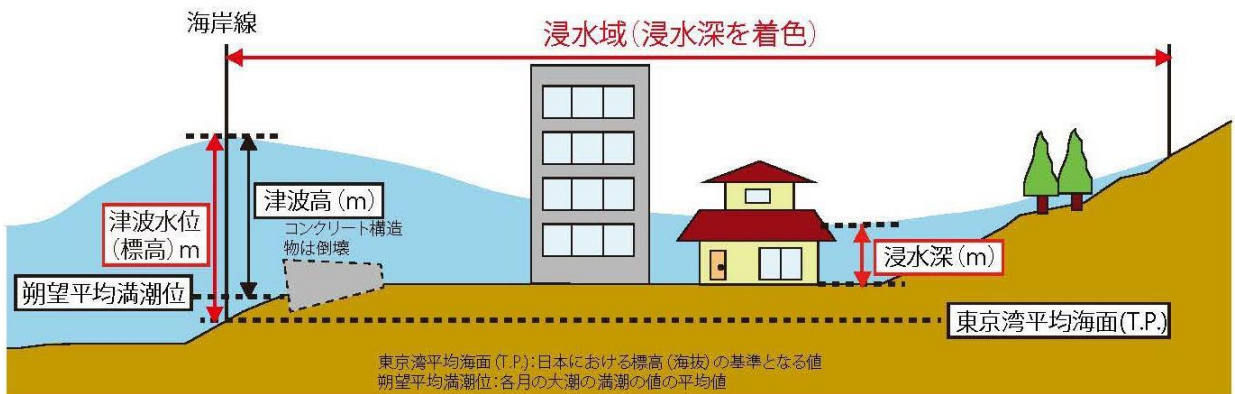 海岸線
浸水域(浸水深を着色)
津波水位
(標高)m
津波高(m)
コンクリート構造
物は倒壊
浸水深(m)
朔望平均満潮位
東京湾平均海面(T.P.)
東京湾平均海面(T.P.):日本における標高(海抜)の基準となる値
朔望平均満潮位:各月の大潮の満潮の値の平均値